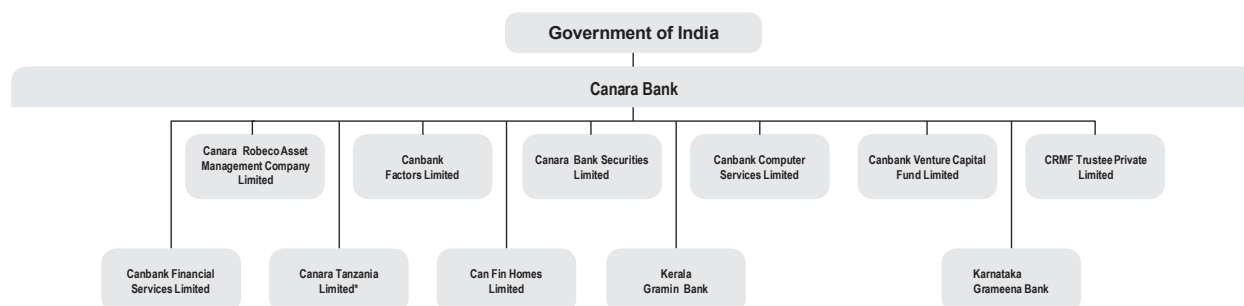 Government of India
Canara Bank
Canara Robeco Asset
Management Company
Limited
Canbank
Factors Limited
Canara Bank Securities
Limited
Canbank Computer
Services Limited
Canbank Venture Capital
Fund Limited
CRMF Trustee Private
Limited
Canbank Financial
Services Limited
Canara Tanzania
Limited*
Can Fin Homes
Limited
Kerala
Gramin Bank
Karnataka
Grameena Bank